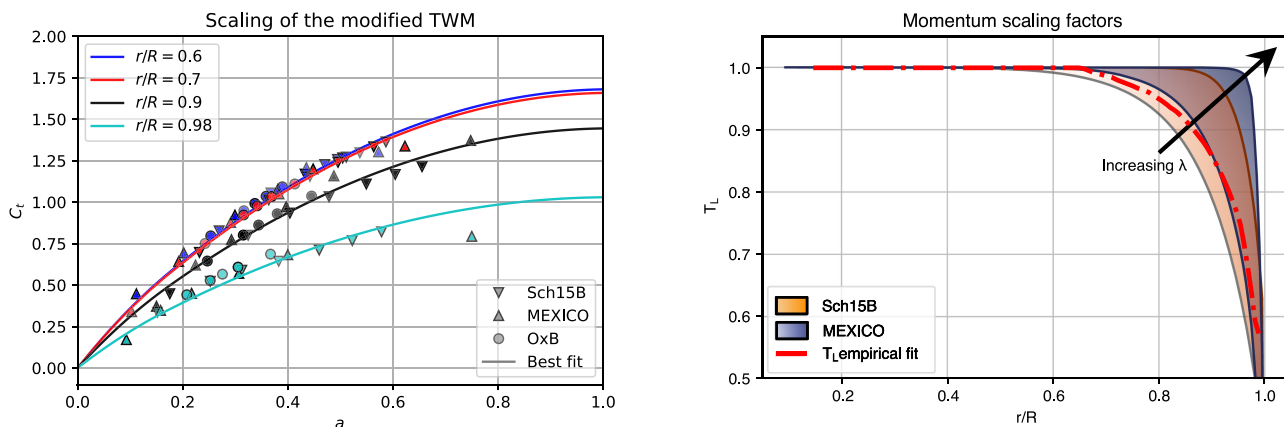 Scaling of the modified TWM
2.00
1.75
1.50
1.25
1.00
0.75
0.50
0.25
0.00
C_t
r/R = 0.6
r/R = 0.7
r/R = 0.9
r/R = 0.98
Sch15B
MEXICO
OxB
Best fit
0.0 0.2 0.4 0.6 0.8 1.0
a
Momentum scaling factors
1.0
0.9
0.8
0.7
0.6
0.5
T_L
Increasing λ
Sch15B
MEXICO
T_L empirical fit
0.2 0.4 0.6 0.8 1.0
r/R